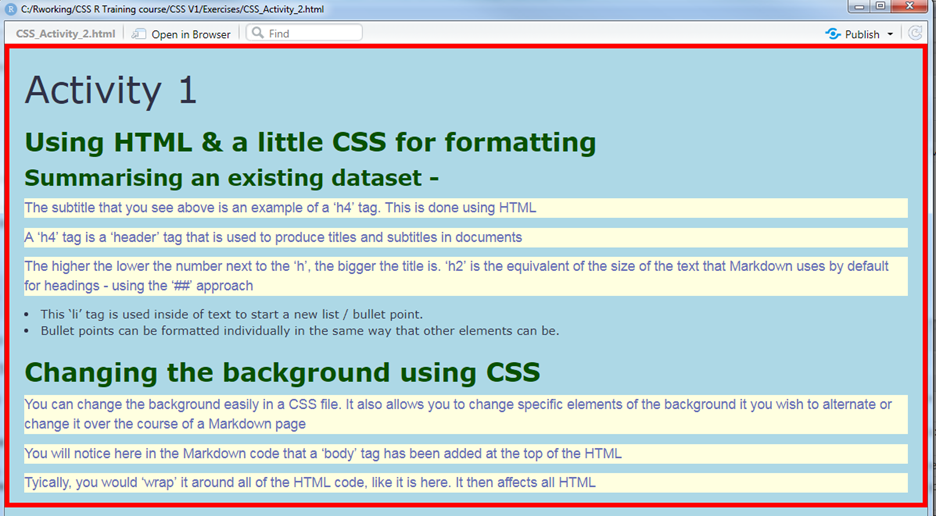 C:/Rworking/CSS R Training course/CSS V1/Exercises/CSS_Activity_2.html
CSS_Activity_2.html Open in Browser Find Publish
Activity 1
Using HTML & a little CSS for formatting
Summarising an existing dataset -
The subtitle that you see above is an example of a ‘h4’ tag. This is done using HTML
A ‘h4’ tag is a ‘header’ tag that is used to produce titles and subtitles in documents
The higher the lower the number next to the ‘h’, the bigger the title is. ‘h2’ is the equivalent of the size of the text that Markdown uses by default
for headings - using the ‘##’ approach
• This ‘li’ tag is used inside of text to start a new list / bullet point.
• Bullet points can be formatted individually in the same way that other elements can be.
Changing the background using CSS
You can change the background easily in a CSS file. It also allows you to change specific elements of the background it you wish to alternate or
change it over the course of a Markdown page
You will notice here in the Markdown code that a ‘body’ tag has been added at the top of the HTML
Tyically, you would ‘wrap’ it around all of the HTML code, like it is here. It then affects all HTML